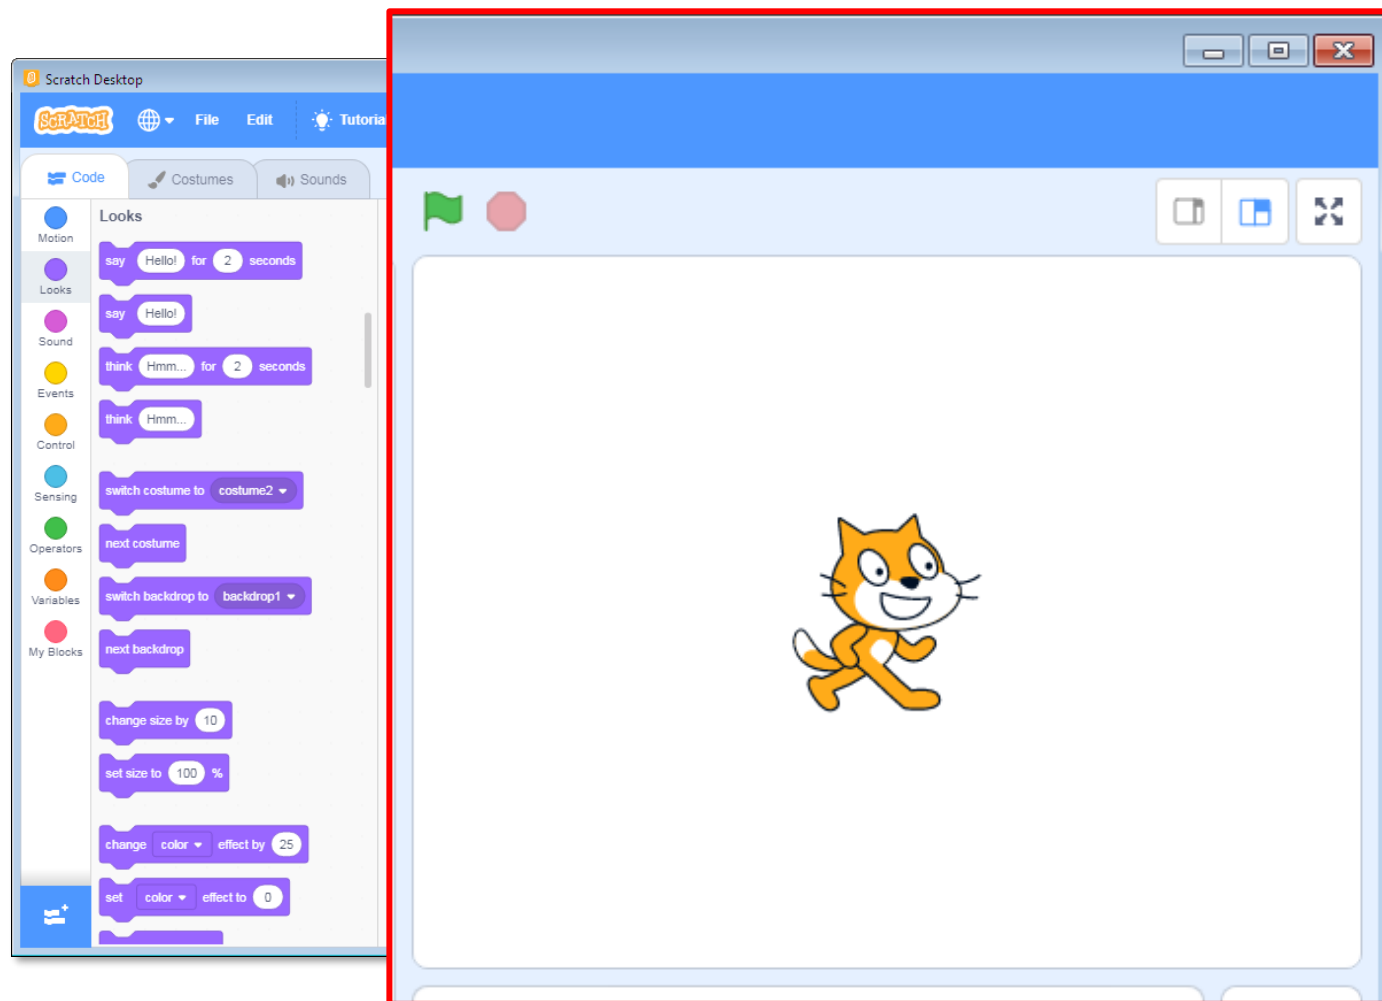 Scratch Desktop
SCRATCH File Edit Tutorial
Code Costumes Sounds
Motion
Looks
Sound
Events
Control
Sensing
Operators
Variables
My Blocks
Looks
say Hello! for 2 seconds
say Hello!
think Hmm... for 2 seconds
think Hmm...
switch costume to costume2
next costume
switch backdrop to backdrop1
next backdrop
change size by 10
set size to 100 %
change color effect by 25
set color effect to 0